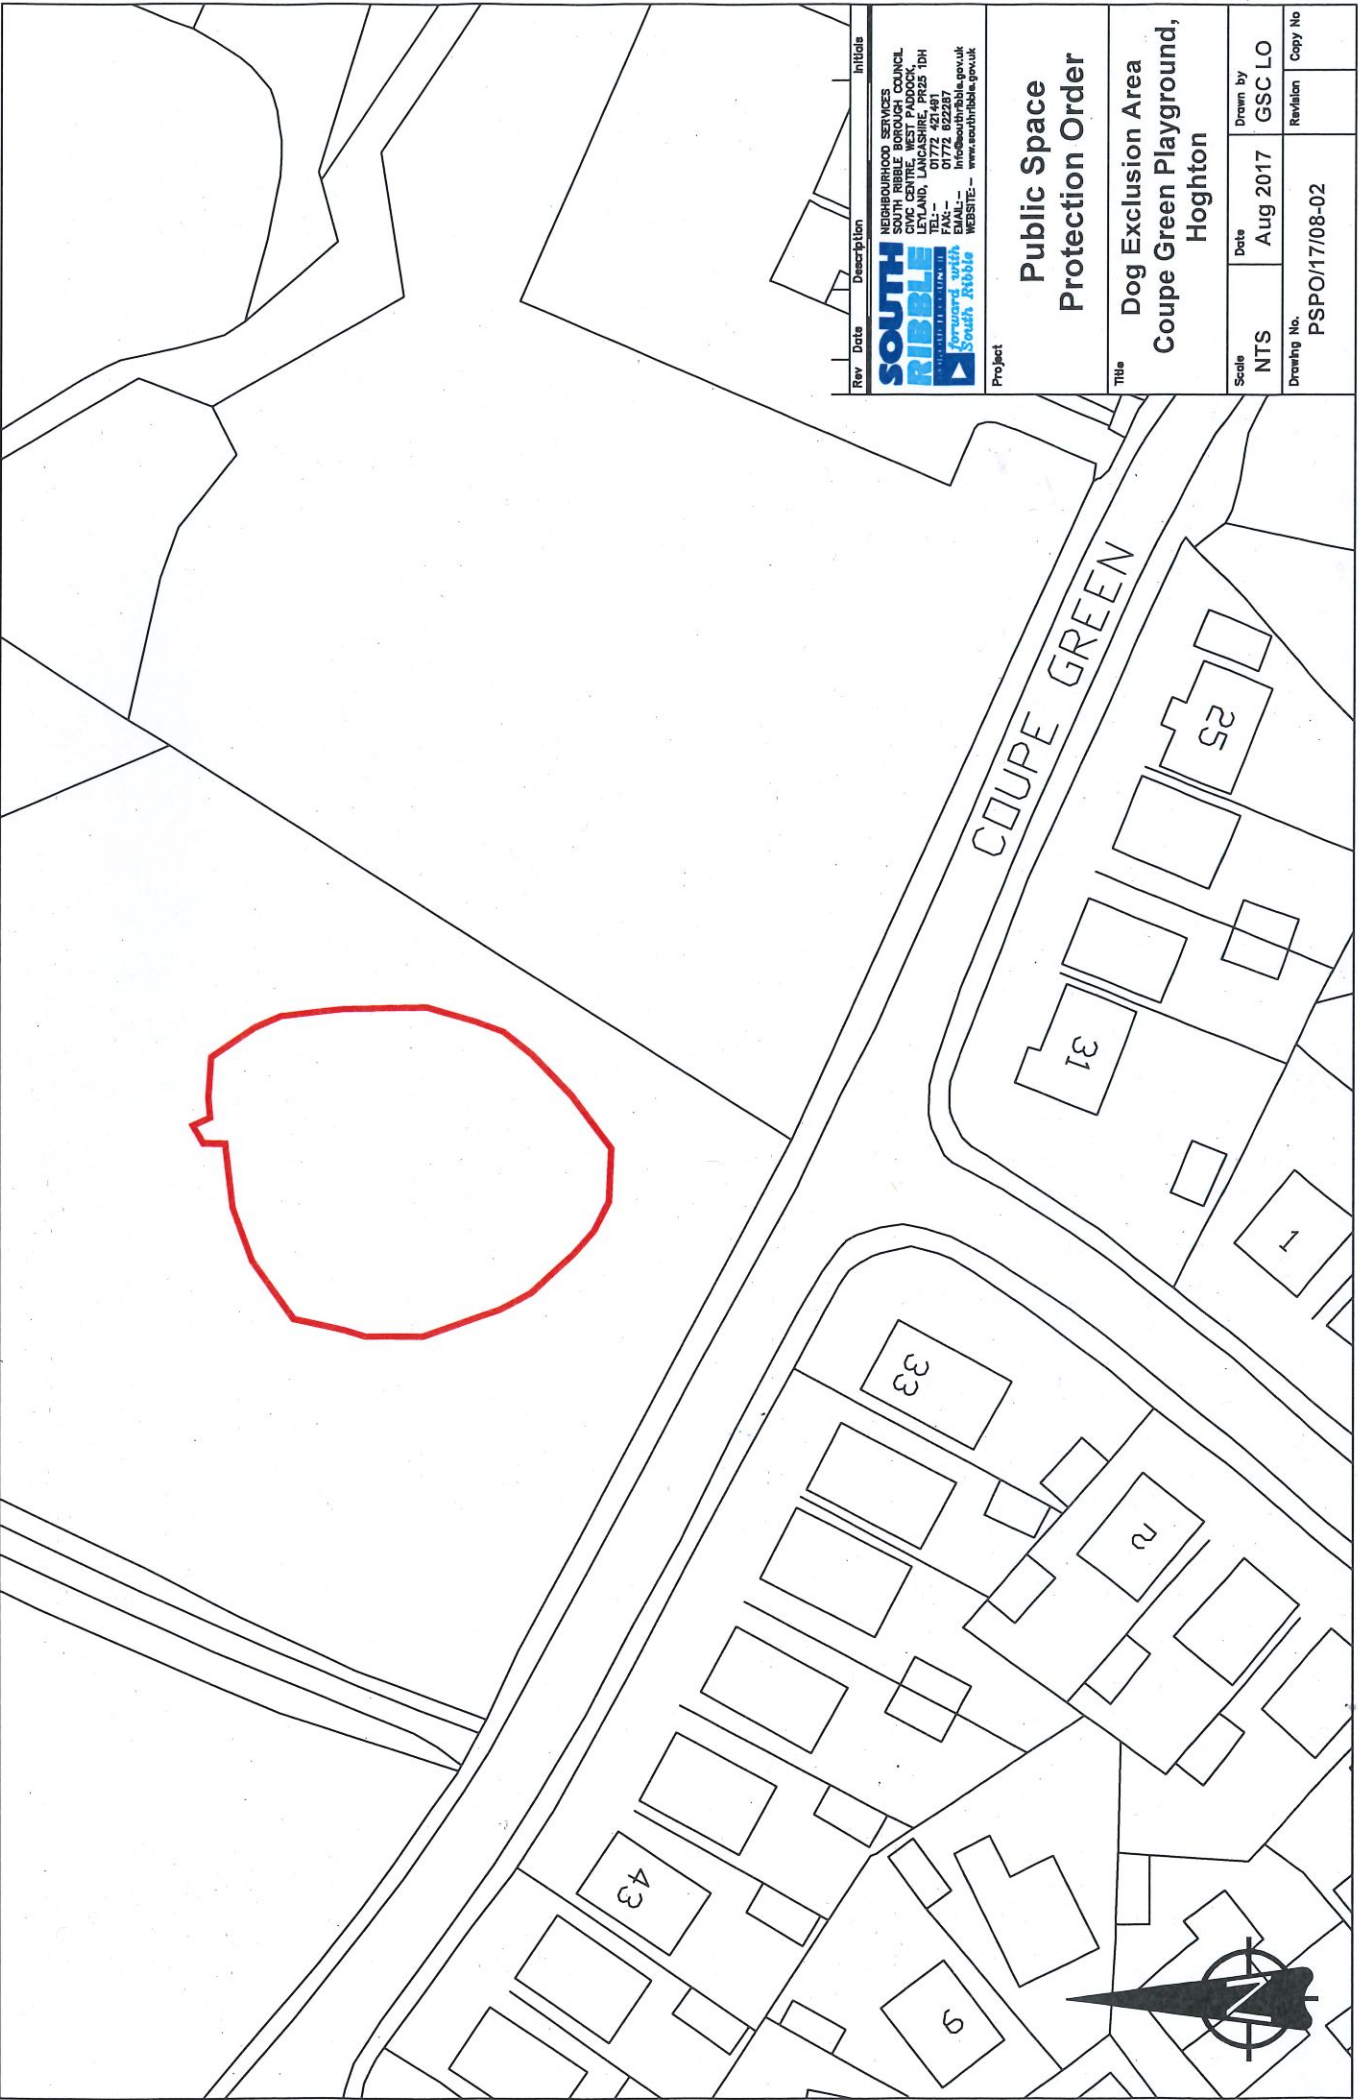 Rev Date Description Initials
SOUTH
RIBBLE
BOROUGH COUNCIL
forward with
South Ribble
NEIGHBOURHOOD SERVICES
SOUTH RIBBLE BOROUGH COUNCIL
CIVIC CENTRE, WEST PADDOCK,
LEYLAND, LANCASHIRE, PR25 1DH
TEL:- 01772 421491
FAX:- 01772 622287
EMAIL:- info@southribble.gov.uk
WEBSITE:- www.southribble.gov.uk
Project
Public Space
Protection Order
Title
Dog Exclusion Area
Coupe Green Playground,
Hoghton
Scale
NTS
Date
Aug 2017
Drawn by
GSC LO
Drawing No.
PSPO/17/08-02
Revision
Copy No
COUPE GREEN
25
31
1
33
2
43
9
N